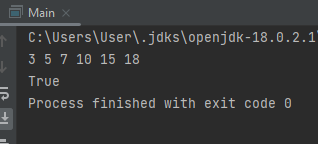 Main
C:\Users\User\.jdks\openjdk-18.0.2.1\
3 5 7 10 15 18
True
Process finished with exit code 0